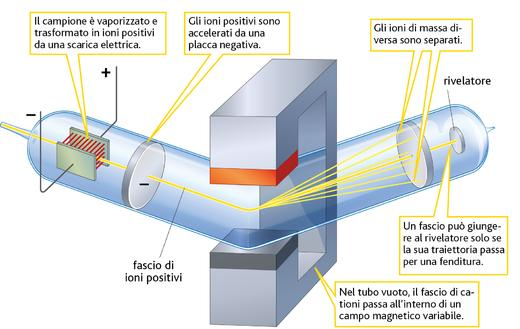 Il campione è vaporizzato e
trasformato in ioni positivi
da una scarica elettrica.
Gli ioni positivi sono
accelerati da una
placca negativa.
Gli ioni di massa di-
versa sono separati.
rivelatore
+
–
–
fascio di
ioni positivi
Un fascio può giunge-
re al rivelatore solo se
la sua traiettoria passa
per una fenditura.
Nel tubo vuoto, il fascio di ca-
tioni passa all'interno di un
campo magnetico variabile.